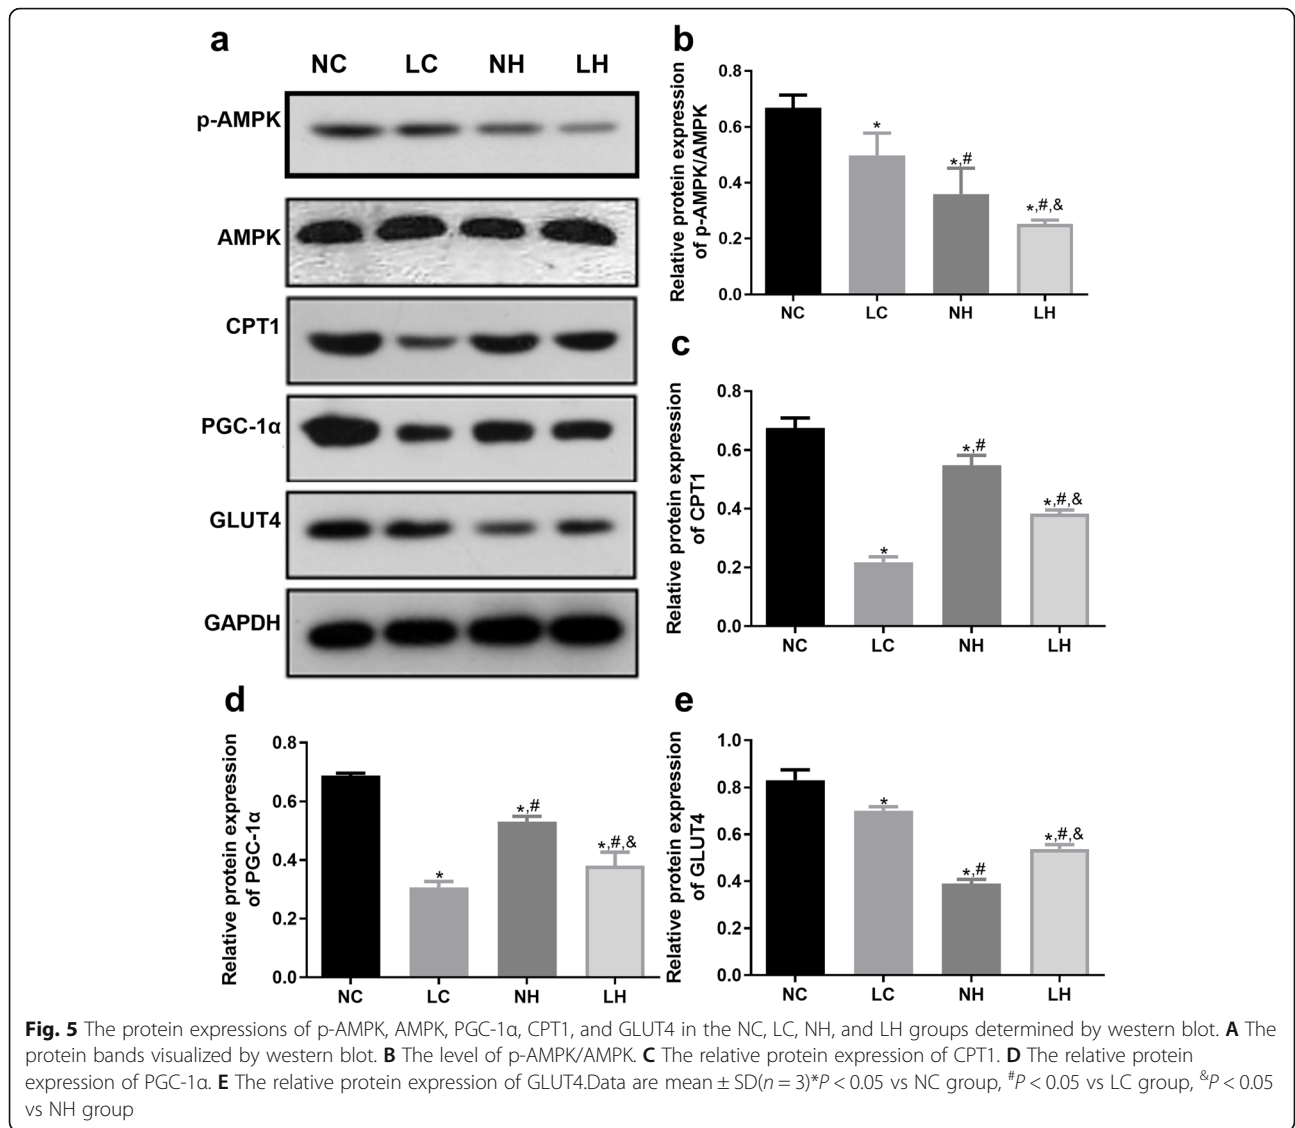 a
NC LC NH LH
p-AMPK
AMPK
CPT1
PGC-1α
GLUT4
GAPDH
b
Relative protein expression
of p-AMPK/AMPK
0.8
0.6
0.4
0.2
0.0
*
*,#
*,#,&
NC LC NH LH
c
Relative protein expression
of CPT1
0.8
0.6
0.4
0.2
0.0
*
*,#
*,#,&
NC LC NH LH
d
Relative protein expression
of PGC-1α
0.8
0.6
0.4
0.2
0.0
*
*,#
*,#,&
NC LC NH LH
e
Relative protein expression
of GLUT4
1.0
0.8
0.6
0.4
0.2
0.0
*
*,#
*,#,&
NC LC NH LH
Fig. 5 The protein expressions of p-AMPK, AMPK, PGC-1α, CPT1, and GLUT4 in the NC, LC, NH, and LH groups determined by western blot. A The
protein bands visualized by western blot. B The level of p-AMPK/AMPK. C The relative protein expression of CPT1. D The relative protein
expression of PGC-1α. E The relative protein expression of GLUT4.Data are mean ± SD(n = 3)*P < 0.05 vs NC group, #P < 0.05 vs LC group, &P < 0.05
vs NH group